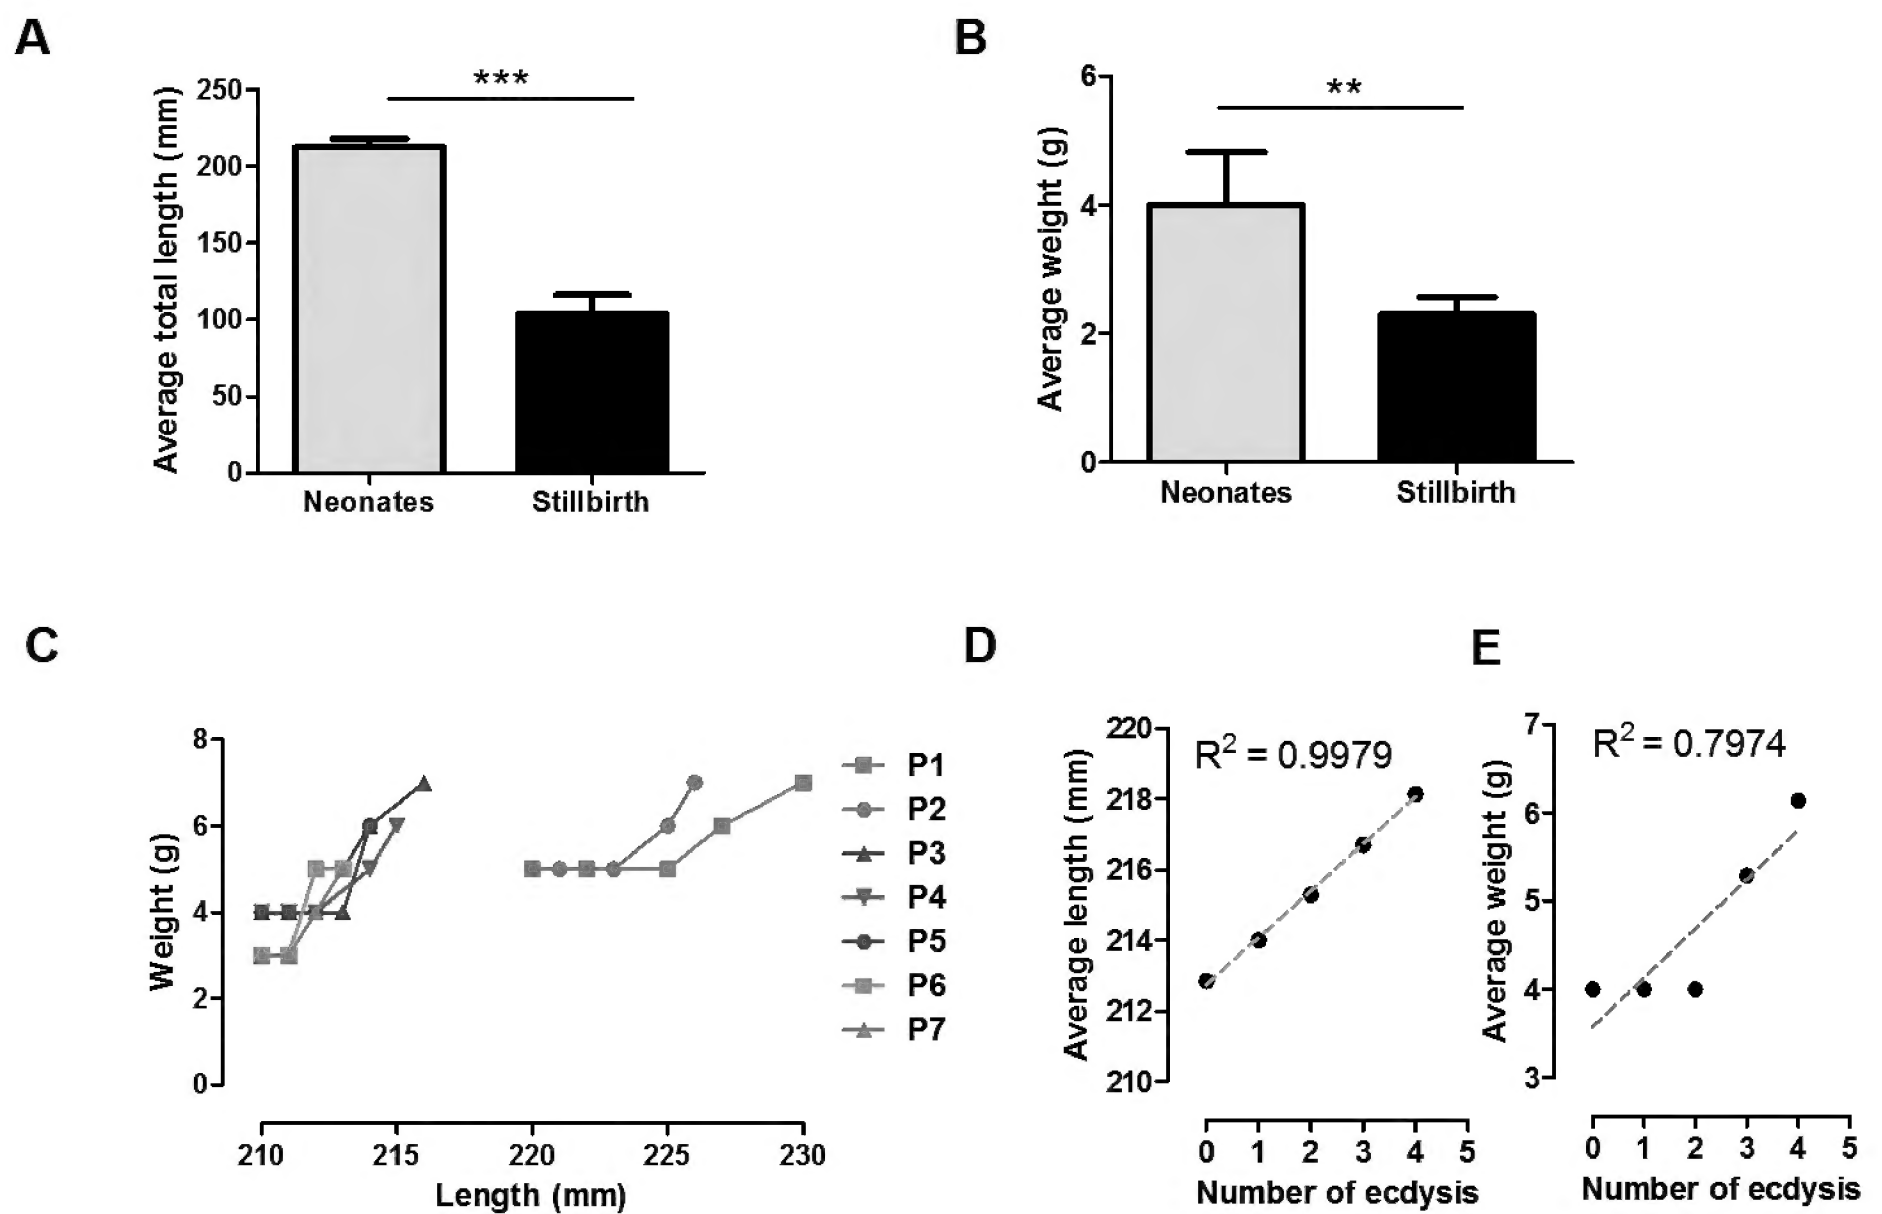 A
Average total length (mm)
250
200
150
100
50
0
***
Neonates
Stillbirth
B
Average weight (g)
6
4
2
0
**
Neonates
Stillbirth
C
Weight (g)
8
6
4
2
0
210
215
220
225
230
Length (mm)
P1
P2
P3
P4
P5
P6
P7
D
Average length (mm)
220
218
216
214
212
210
R² = 0.9979
0 1 2 3 4 5
Number of ecdysis
E
Average weight (g)
7
6
5
4
3
R² = 0.7974
0 1 2 3 4 5
Number of ecdysis